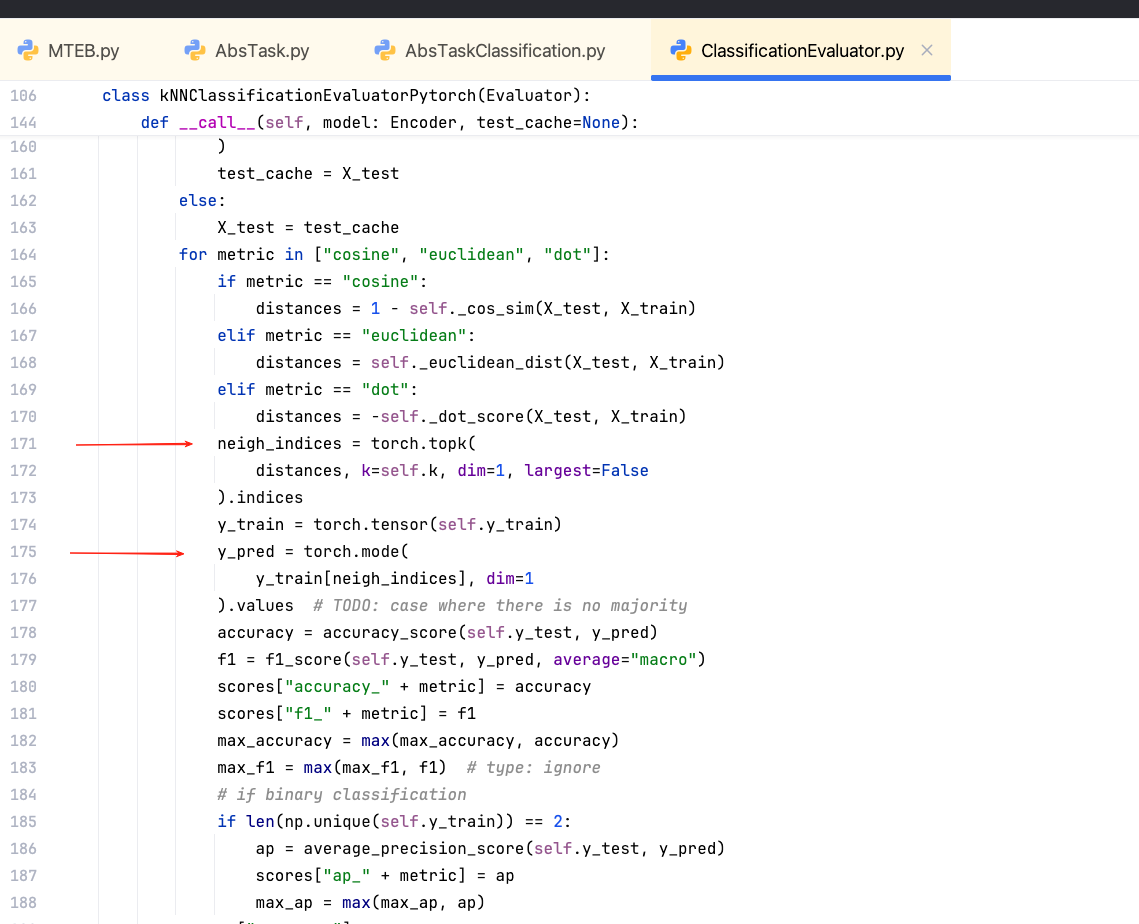 MTEB.py AbsTask.py AbsTaskClassification.py ClassificationEvaluator.py
106 class kNNClassificationEvaluatorPytorch(Evaluator):
144 def __call__(self, model: Encoder, test_cache=None):
160 )
161 test_cache = X_test
162 else:
163 X_test = test_cache
164 for metric in ["cosine", "euclidean", "dot"]:
165 if metric == "cosine":
166 distances = 1 - self._cos_sim(X_test, X_train)
167 elif metric == "euclidean":
168 distances = self._euclidean_dist(X_test, X_train)
169 elif metric == "dot":
170 distances = -self._dot_score(X_test, X_train)
171 neigh_indices = torch.topk(
172 distances, k=self.k, dim=1, largest=False
173 ).indices
174 y_train = torch.tensor(self.y_train)
175 y_pred = torch.mode(
176 y_train[neigh_indices], dim=1
177 ).values # TODO: case where there is no majority
178 accuracy = accuracy_score(self.y_test, y_pred)
179 f1 = f1_score(self.y_test, y_pred, average="macro")
180 scores["accuracy_" + metric] = accuracy
181 scores["f1_" + metric] = f1
182 max_accuracy = max(max_accuracy, accuracy)
183 max_f1 = max(max_f1, f1) # type: ignore
184 # if binary classification
185 if len(np.unique(self.y_train)) == 2:
186 ap = average_precision_score(self.y_test, y_pred)
187 scores["ap_" + metric] = ap
188 max_ap = max(max_ap, ap)